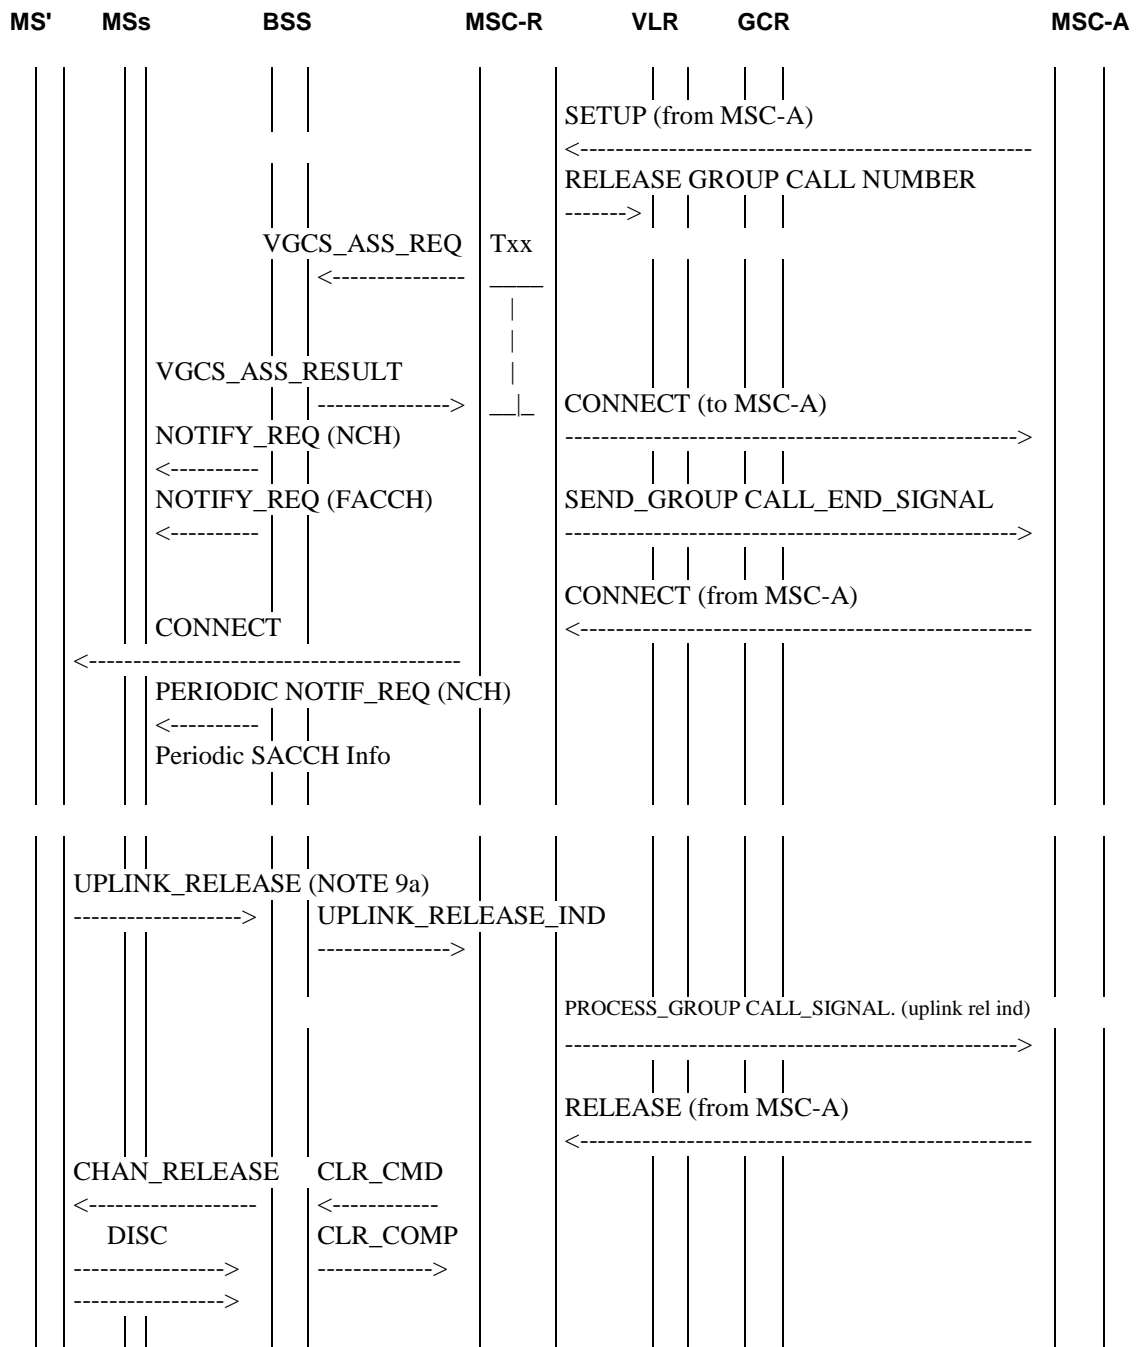 MS' MSs BSS MSC-R VLR GCR MSC-A
SETUP (from MSC-A)
<---------------------------------------------------
RELEASE GROUP CALL NUMBER
------->
VGCS_ASS_REQ Txx
<--------------- ____
|
|
VGCS_ASS_RESULT |
---------------> __|_ CONNECT (to MSC-A)
NOTIFY_REQ (NCH) --------------------------------------------------->
<----------
NOTIFY_REQ (FACCH) SEND_GROUP CALL_END_SIGNAL
<---------- --------------------------------------------------->
CONNECT (from MSC-A)
CONNECT <---------------------------------------------------
<------------------------------------------
PERIODIC NOTIF_REQ (NCH)
<----------
Periodic SACCH Info
UPLINK_RELEASE (NOTE 9a)
-------------------> UPLINK_RELEASE_IND
--------------->
PROCESS_GROUP CALL_SIGNAL. (uplink rel ind)
--------------------------------------------------->
RELEASE (from MSC-A)
<---------------------------------------------------
CHAN_RELEASE CLR_CMD
<------------------- <------------
DISC CLR_COMP
-----------------> ------------->
----------------->